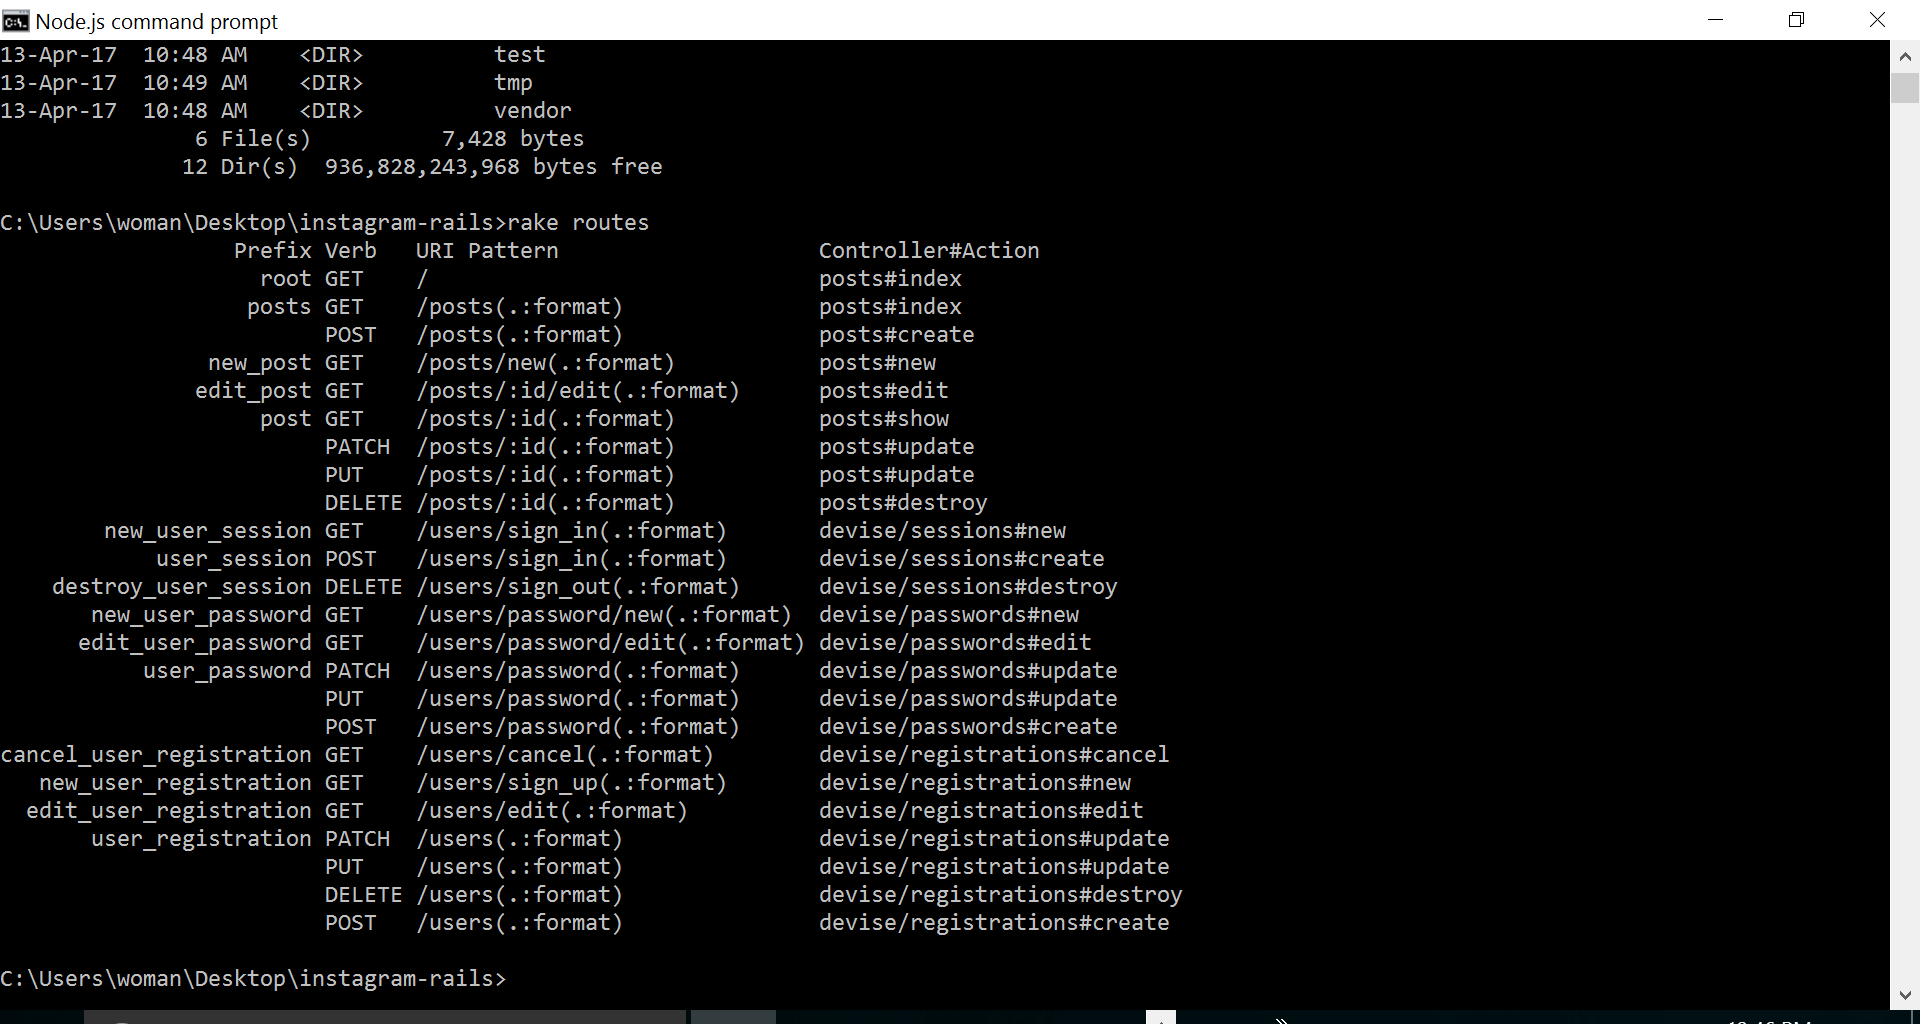 Node.js command prompt
13-Apr-17  10:48 AM    <DIR>          test
13-Apr-17  10:49 AM    <DIR>          tmp
13-Apr-17  10:48 AM    <DIR>          vendor
               6 File(s)          7,428 bytes
              12 Dir(s)  936,828,243,968 bytes free
C:\Users\woman\Desktop\instagram-rails>rake routes
                  Prefix Verb   URI Pattern                    Controller#Action
                    root GET    /                              posts#index
                   posts GET    /posts(.:format)               posts#index
                         POST   /posts(.:format)               posts#create
                new_post GET    /posts/new(.:format)           posts#new
               edit_post GET    /posts/:id/edit(.:format)      posts#edit
                    post GET    /posts/:id(.:format)           posts#show
                         PATCH  /posts/:id(.:format)           posts#update
                         PUT    /posts/:id(.:format)           posts#update
                         DELETE /posts/:id(.:format)           posts#destroy
        new_user_session GET    /users/sign_in(.:format)       devise/sessions#new
            user_session POST   /users/sign_in(.:format)       devise/sessions#create
    destroy_user_session DELETE /users/sign_out(.:format)      devise/sessions#destroy
       new_user_password GET    /users/password/new(.:format)  devise/passwords#new
      edit_user_password GET    /users/password/edit(.:format) devise/passwords#edit
           user_password PATCH  /users/password(.:format)      devise/passwords#update
                         PUT    /users/password(.:format)      devise/passwords#update
                         POST   /users/password(.:format)      devise/passwords#create
cancel_user_registration GET    /users/cancel(.:format)        devise/registrations#cancel
   new_user_registration GET    /users/sign_up(.:format)       devise/registrations#new
  edit_user_registration GET    /users/edit(.:format)          devise/registrations#edit
       user_registration PATCH  /users(.:format)               devise/registrations#update
                         PUT    /users(.:format)               devise/registrations#update
                         DELETE /users(.:format)               devise/registrations#destroy
                         POST   /users(.:format)               devise/registrations#create
C:\Users\woman\Desktop\instagram-rails>